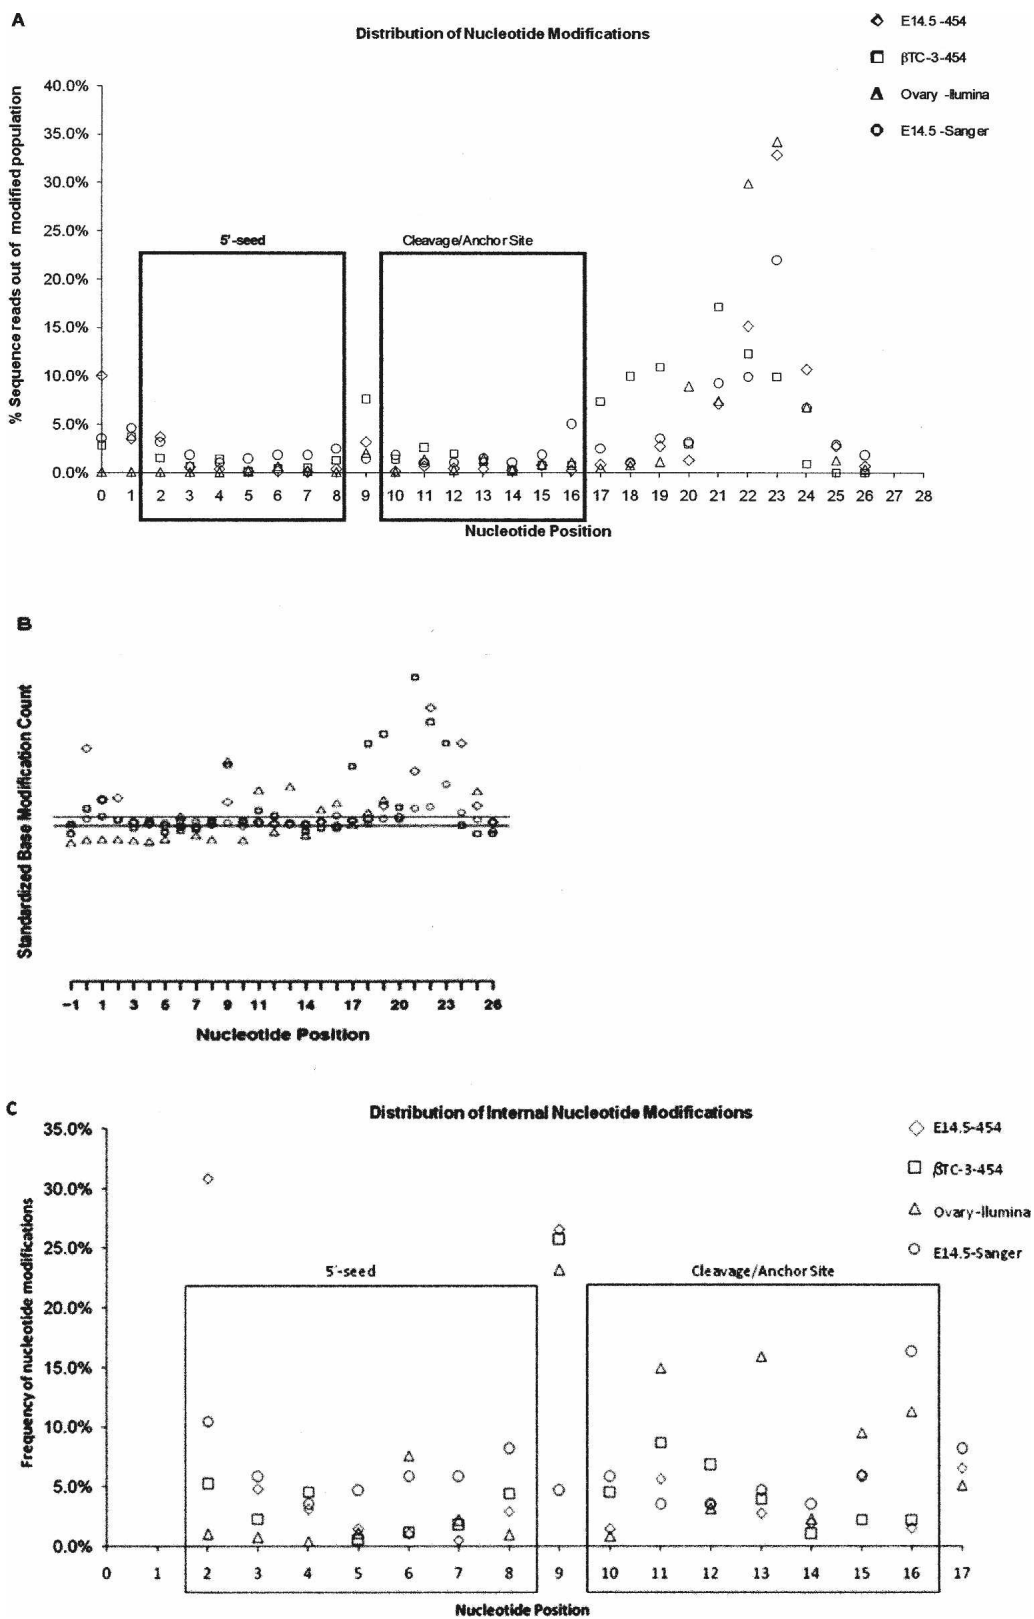 A
Distribution of Nucleotide Modifications
E14.5 -454
βTC-3-454
Ovary -Ilumina
E14.5 -Sanger
% Sequence reads out of modified population
40.0%
35.0%
30.0%
25.0%
20.0%
15.0%
10.0%
5.0%
0.0%
5'-seed
Cleavage/Anchor Site
0 1 2 3 4 5 6 7 8 9 10 11 12 13 14 15 16 17 18 19 20 21 22 23 24 25 26 27 28
Nucleotide Position
B
Standardized Base Modification Count
-1 1 3 5 7 9 11 14 17 20 23 26
Nucleotide Position
C
Distribution of Internal Nucleotide Modifications
E14.5-454
βTC-3-454
Ovary-Ilumina
E14.5-Sanger
Frequency of nucleotide modifications
35.0%
30.0%
25.0%
20.0%
15.0%
10.0%
5.0%
0.0%
5'-seed
Cleavage/Anchor Site
0 1 2 3 4 5 6 7 8 9 10 11 12 13 14 15 16 17
Nucleotide Position